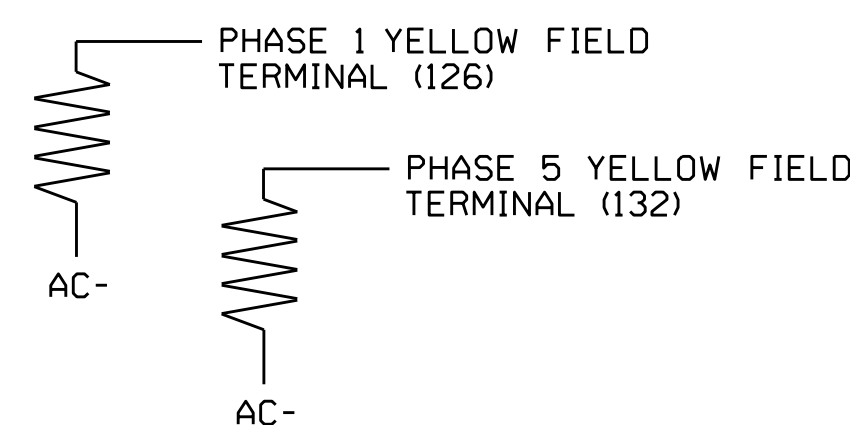 PHASE 1 YELLOW FIELD
TERMINAL (126)
AC-
PHASE 5 YELLOW FIELD
TERMINAL (132)
AC-